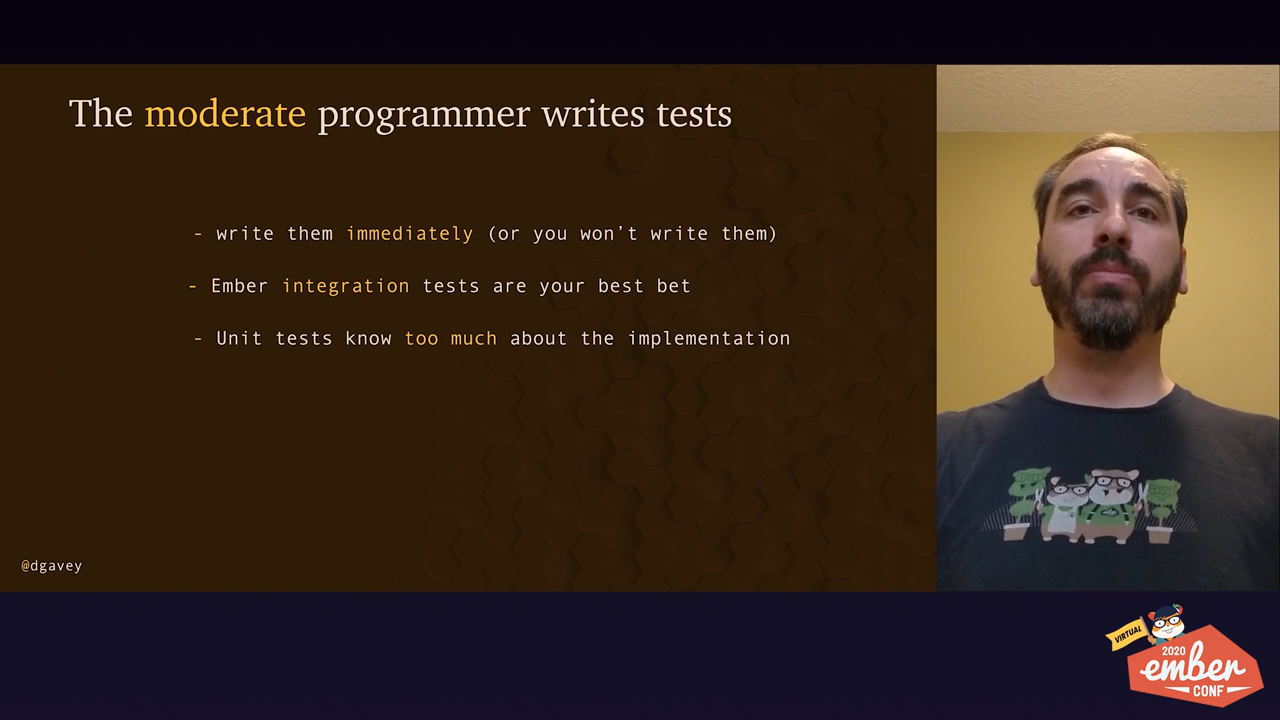 The moderate programmer writes tests
- write them immediately (or you won’t write them)
- Ember integration tests are your best bet
- Unit tests know too much about the implementation
@dgavey
VIRTUAL
2020
ember
CONF